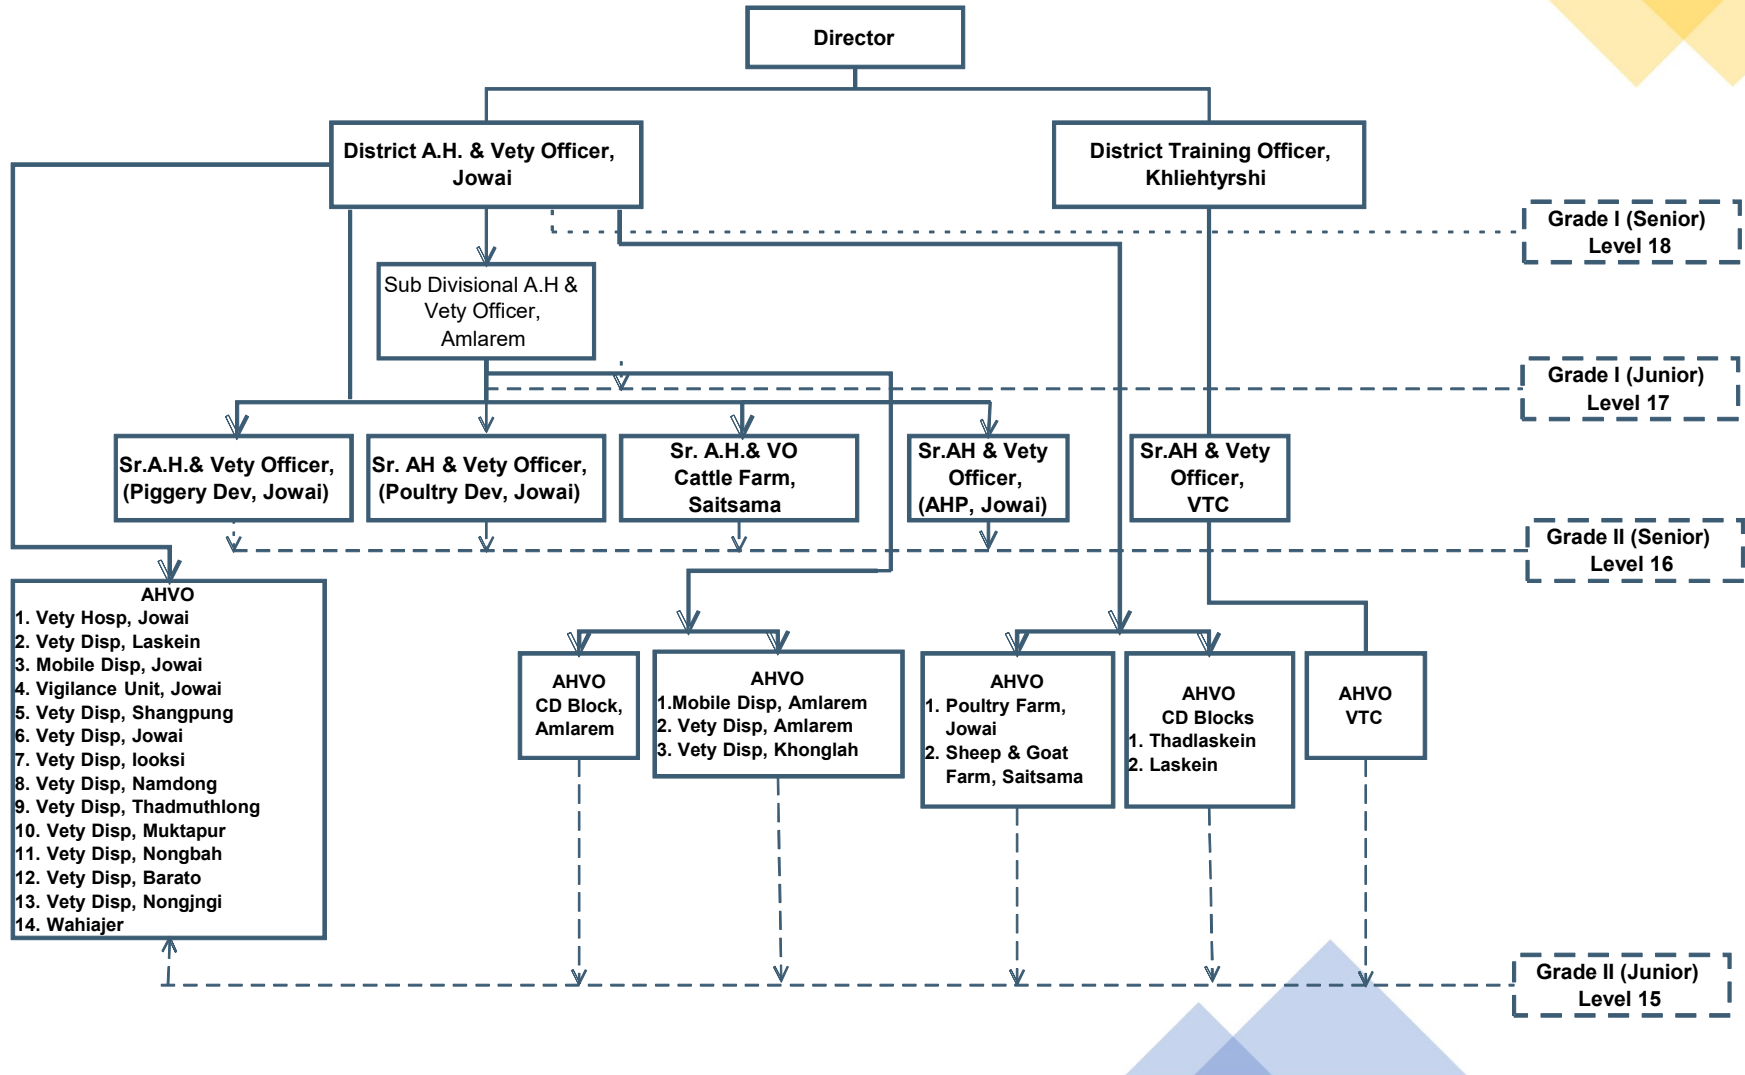 Director
District A.H. & Vety Officer,
Jowai
District Training Officer,
Khliehtyrshi
Grade I (Senior)
Level 18
Sub Divisional A.H &
Vety Officer,
Amlarem
Grade I (Junior)
Level 17
Sr.A.H.& Vety Officer,
(Piggery Dev, Jowai)
Sr. AH & Vety Officer,
(Poultry Dev, Jowai)
Sr. A.H.& VO
Cattle Farm,
Saitsama
Sr.AH & Vety
Officer,
(AHP, Jowai)
Sr.AH & Vety
Officer,
VTC
Grade II (Senior)
Level 16
AHVO
1. Vety Hosp, Jowai
2. Vety Disp, Laskein
3. Mobile Disp, Jowai
4. Vigilance Unit, Jowai
5. Vety Disp, Shangpung
6. Vety Disp, Jowai
7. Vety Disp, Iooksi
8. Vety Disp, Namdong
9. Vety Disp, Thadmuthlong
10. Vety Disp, Muktapur
11. Vety Disp, Nongbah
12. Vety Disp, Barato
13. Vety Disp, Nongjngi
14. Wahiajer
AHVO
CD Block,
Amlarem
AHVO
1.Mobile Disp, Amlarem
2. Vety Disp, Amlarem
3. Vety Disp, Khonglah
AHVO
1. Poultry Farm,
Jowai
2. Sheep & Goat
Farm, Saitsama
AHVO
CD Blocks
1. Thadlaskein
2. Laskein
AHVO
VTC
Grade II (Junior)
Level 15